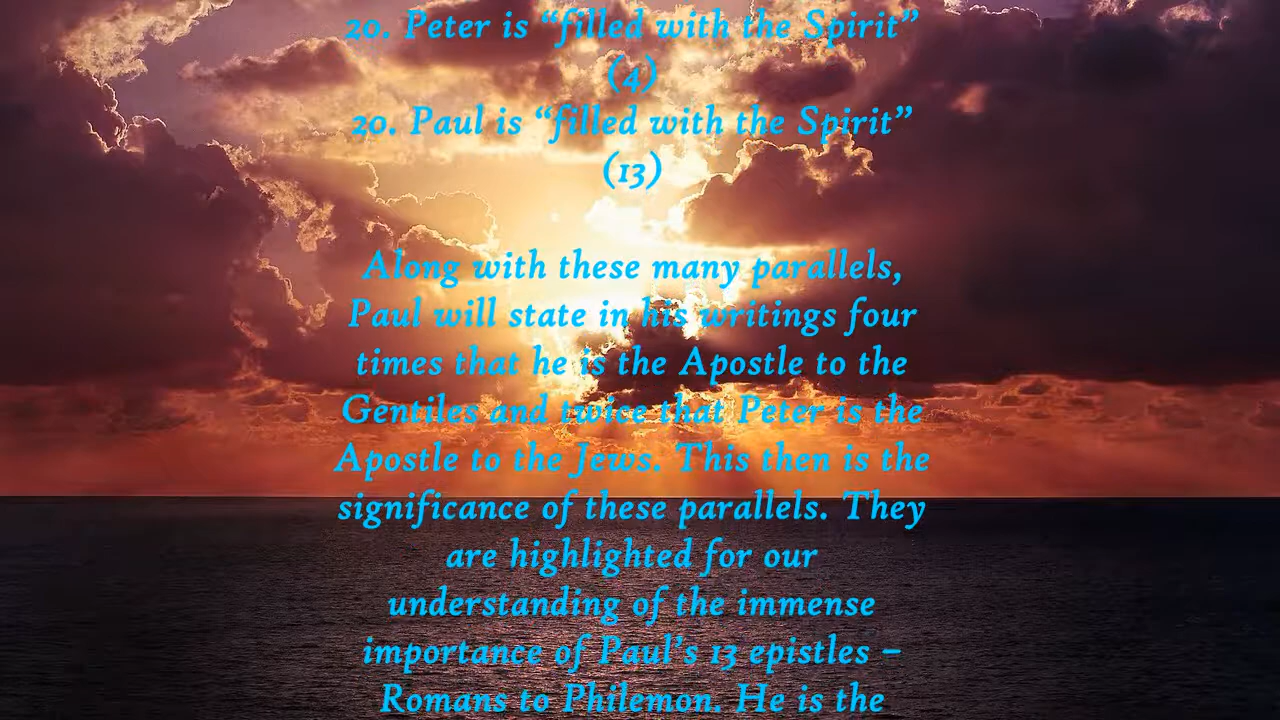 20. Peter is “filled with the Spirit”
(4)
20. Paul is “filled with the Spirit”
(13)
Along with these many parallels,
Paul will state in his writings four
times that he is the Apostle to the
Gentiles and twice that Peter is the
Apostle to the Jews. This then is the
significance of these parallels. They
are highlighted for our
understanding of the immense
importance of Paul’s 13 epistles –
Romans to Philemon. He is the